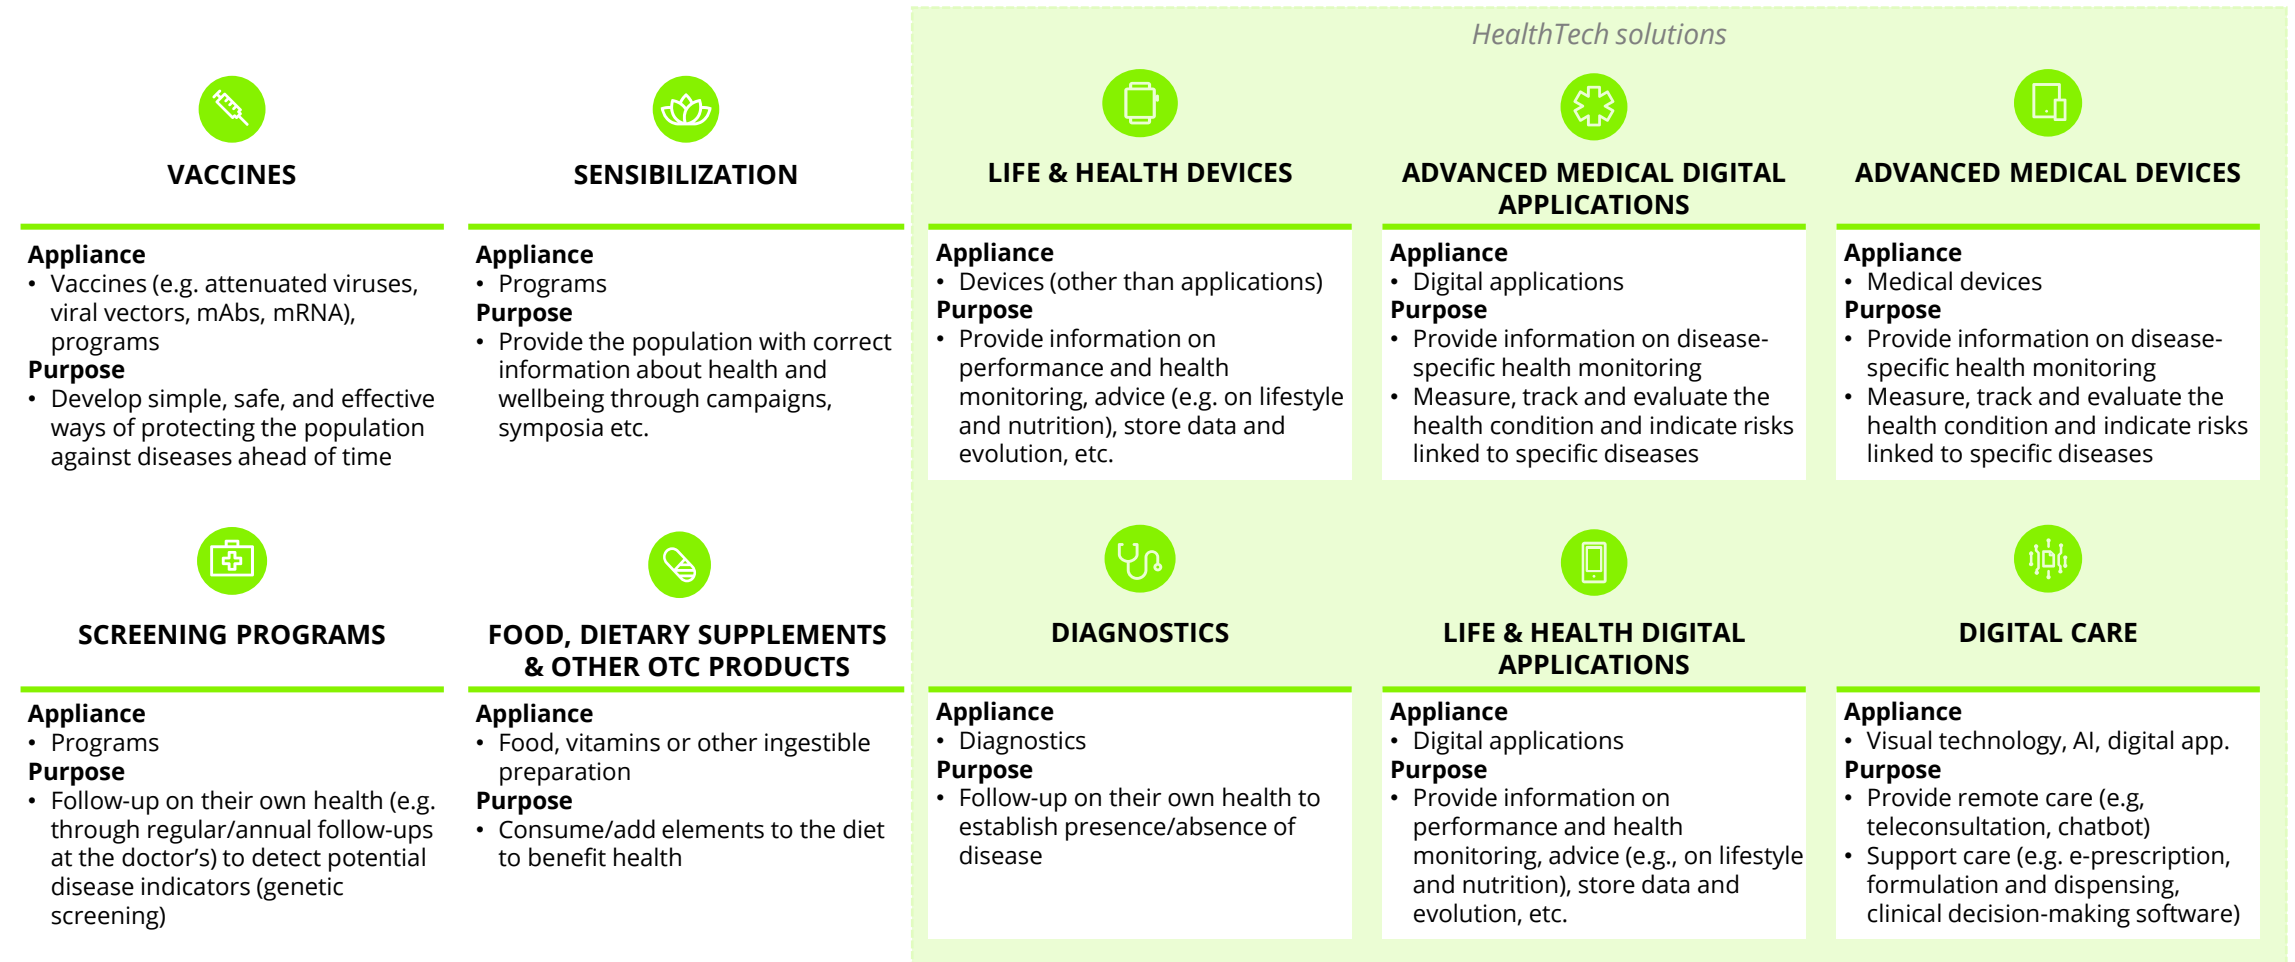 HealthTech solutions
VACCINES
Appliance
• Vaccines (e.g. attenuated viruses,
viral vectors, mAbs, mRNA),
programs
Purpose
• Develop simple, safe, and effective
ways of protecting the population
against diseases ahead of time
SENSIBILIZATION
Appliance
• Programs
Purpose
• Provide the population with correct
information about health and
wellbeing through campaigns,
symposia etc.
LIFE & HEALTH DEVICES
Appliance
• Devices (other than applications)
Purpose
• Provide information on
performance and health
monitoring, advice (e.g. on lifestyle
and nutrition), store data and
evolution, etc.
ADVANCED MEDICAL DIGITAL
APPLICATIONS
Appliance
• Digital applications
Purpose
• Provide information on disease-
specific health monitoring
• Measure, track and evaluate the
health condition and indicate risks
linked to specific diseases
ADVANCED MEDICAL DEVICES
Appliance
• Medical devices
Purpose
• Provide information on disease-
specific health monitoring
• Measure, track and evaluate the
health condition and indicate risks
linked to specific diseases
SCREENING PROGRAMS
Appliance
• Programs
Purpose
• Follow-up on their own health (e.g.
through regular/annual follow-ups
at the doctor’s) to detect potential
disease indicators (genetic
screening)
FOOD, DIETARY SUPPLEMENTS
& OTHER OTC PRODUCTS
Appliance
• Food, vitamins or other ingestible
preparation
Purpose
• Consume/add elements to the diet
to benefit health
DIAGNOSTICS
Appliance
• Diagnostics
Purpose
• Follow-up on their own health to
establish presence/absence of
disease
LIFE & HEALTH DIGITAL
APPLICATIONS
Appliance
• Digital applications
Purpose
• Provide information on
performance and health
monitoring, advice (e.g., on lifestyle
and nutrition), store data and
evolution, etc.
DIGITAL CARE
Appliance
• Visual technology, AI, digital app.
Purpose
• Provide remote care (e.g,
teleconsultation, chatbot)
• Support care (e.g. e-prescription,
formulation and dispensing,
clinical decision-making software)